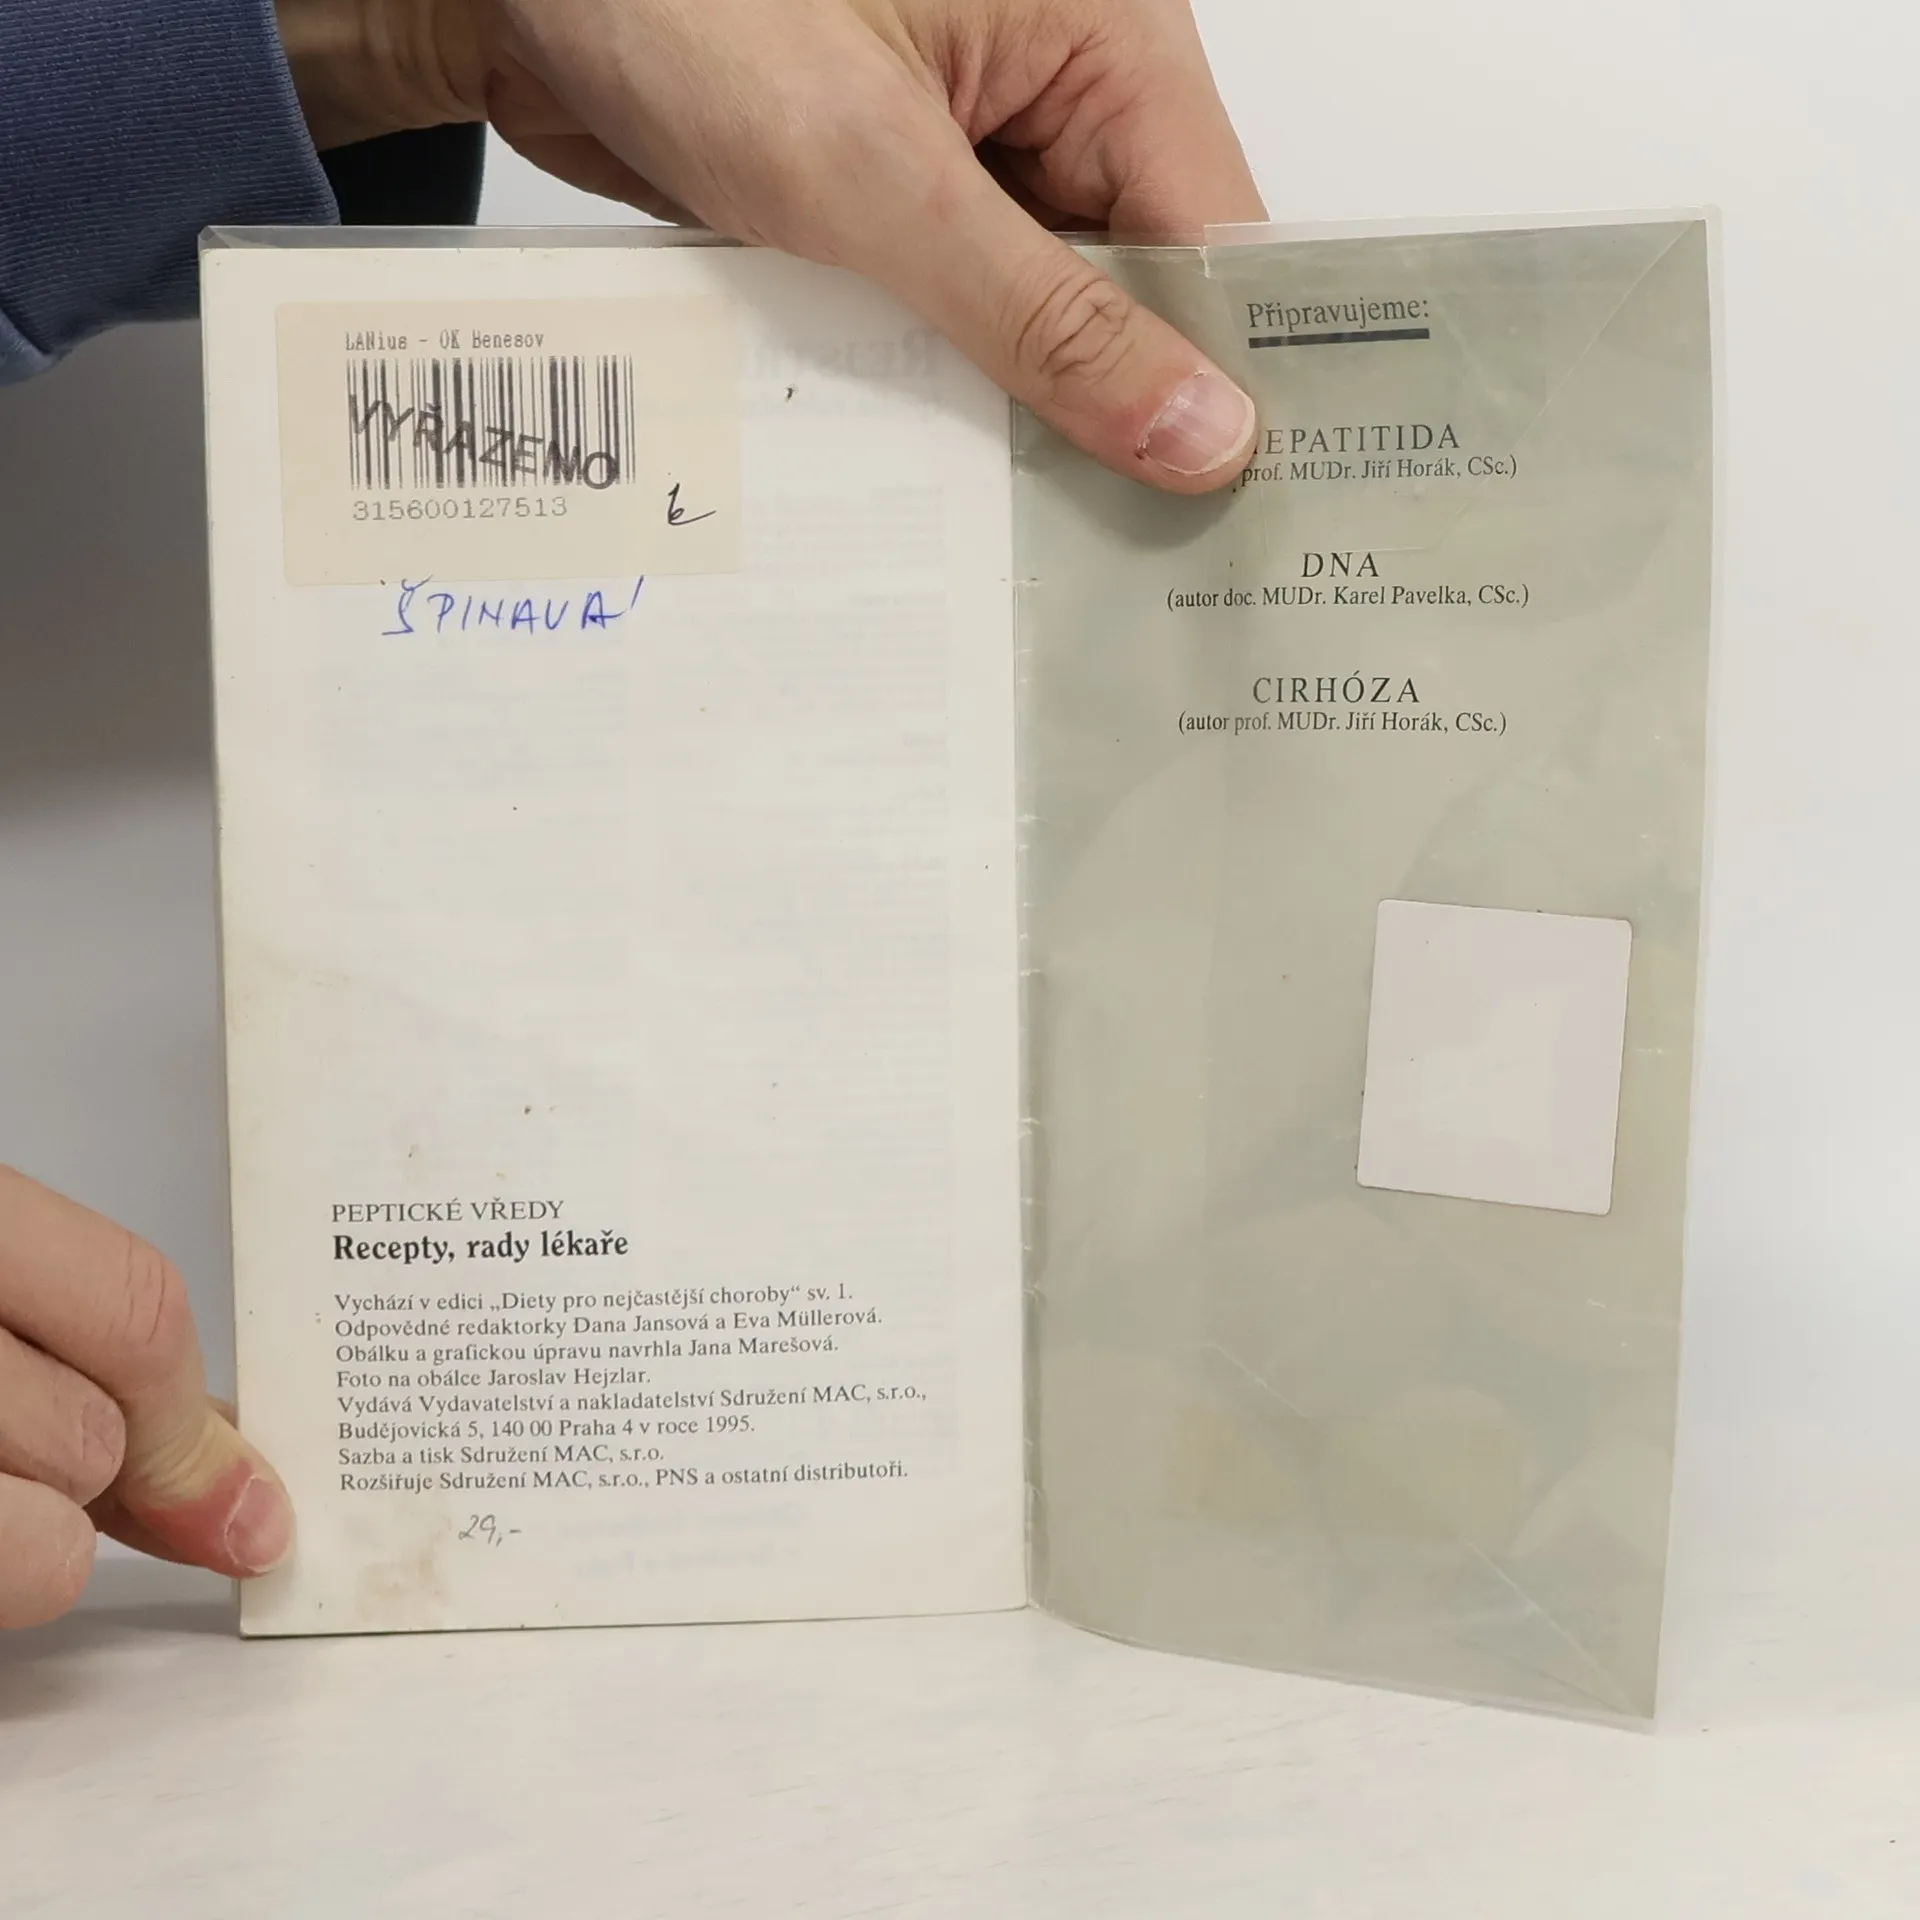 LANius - OK Benesov
VYŘAZENO
315600127513
ŠPINAVÁ
PEPTICKÉ VŘEDY
Recepty, rady lékaře
Vychází v edici „Diety pro nejčastější choroby“ sv. 1.
Odpovědné redaktorky Dana Jansová a Eva Müllerová.
Obálku a grafickou úpravu navrhla Jana Marešová.
Foto na obálce Jaroslav Hejzlar.
Vydává Vydavatelství a nakladatelství Sdružení MAC, s.r.o.,
Budějovická 5, 140 00 Praha 4 v roce 1995.
Sazba a tisk Sdružení MAC, s.r.o.
Rozšiřuje Sdružení MAC, s.r.o., PNS a ostatní distributoři.
29,-
Připravujeme:
EPATITIDA
prof. MUDr. Jiří Horák, CSc.)
DNA
(autor doc. MUDr. Karel Pavelka, CSc.)
CIRHÓZA
(autor prof. MUDr. Jiří Horák, CSc.)